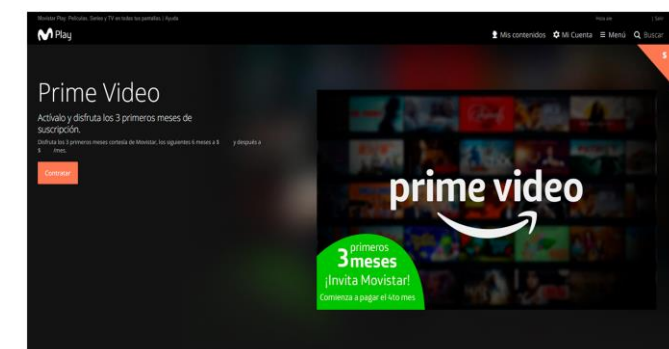 Movistar Play: Películas, Series y TV en todas tus pantallas. | Ayuda
Hola
| Salir
Play
Mis contenidos
Mi Cuenta
Menú
Buscar
$
Prime Video
Actívalo y disfruta los 3 primeros meses de
suscripción.
Disfruta los 3 primeros meses cortesía de Movistar, los siguientes 6 meses a $ y después a
$ /mes.
Contratar
prime video
primeros
3 meses
¡Invita Movistar!
Comienza a pagar el 4to mes